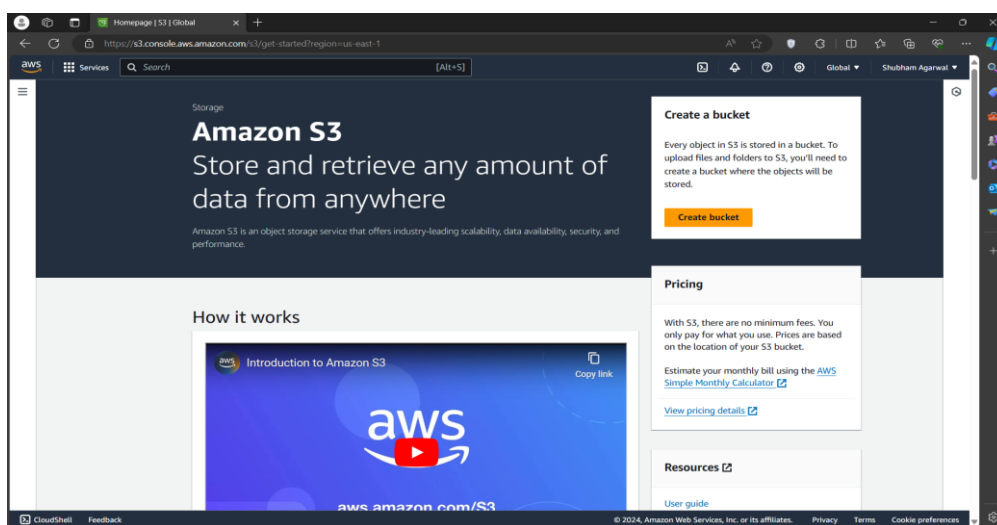 Homepage | S3 | Global
https://s3.console.aws.amazon.com/s3/get-started?region=us-east-1
aws
Services
Search
[Alt+S]
Global
Shubham Agarwal
Storage
Amazon S3
Store and retrieve any amount of
data from anywhere
Amazon S3 is an object storage service that offers industry-leading scalability, data availability, security, and
performance.
Create a bucket
Every object in S3 is stored in a bucket. To
upload files and folders to S3, you'll need to
create a bucket where the objects will be
stored.
Create bucket
Pricing
With S3, there are no minimum fees. You
only pay for what you use. Prices are based
on the location of your S3 bucket.
Estimate your monthly bill using the AWS
Simple Monthly Calculator
View pricing details
How it works
aws
Introduction to Amazon S3
Copy link
aws
aws.amazon.com/S3
Resources
User guide
CloudShell
Feedback
© 2024, Amazon Web Services, Inc. or its affiliates.
Privacy
Terms
Cookie preferences